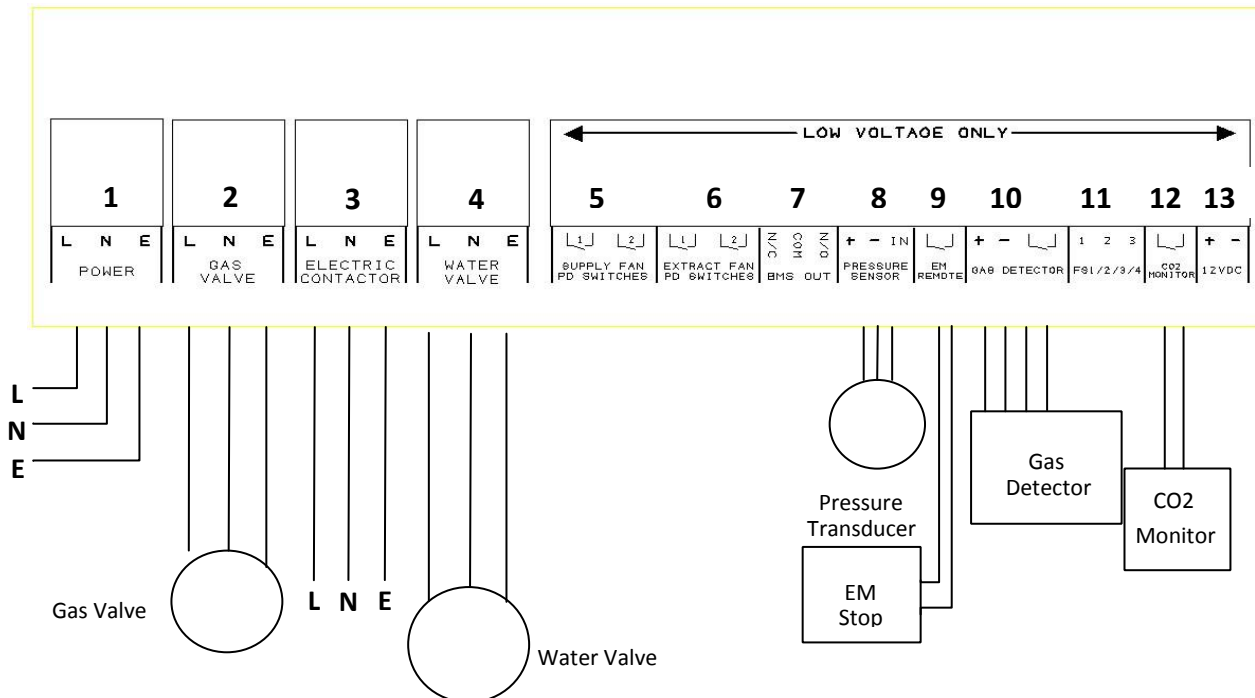 LOW VOLTAGE ONLY
1 2 3 4 5 6 7 8 9 10 11 12 13
L N E L N E L N E L N E 1 2 1 2 N/C COM N/O + - IN + - 1 2 3 + -
POWER
GAS
VALVE
ELECTRIC
CONTACTOR
WATER
VALVE
SUPPLY FAN
PD SWITCHES
EXTRACT FAN
PD SWITCHES
BMS OUT
PRESSURE
SENSOR
EM
REMOTE
GAS DETECTOR
FS1/2/3/4
CO2
MONITOR
12VDC
L
N
E
Gas Valve
L N E
Water Valve
Pressure
Transducer
EM
Stop
Gas
Detector
CO2
Monitor